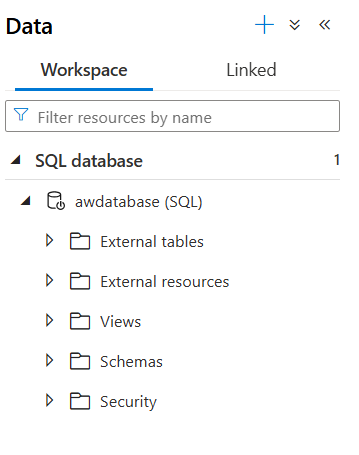 Data
Workspace Linked
Filter resources by name
SQL database 1
awdatabase (SQL)
External tables
External resources
Views
Schemas
Security